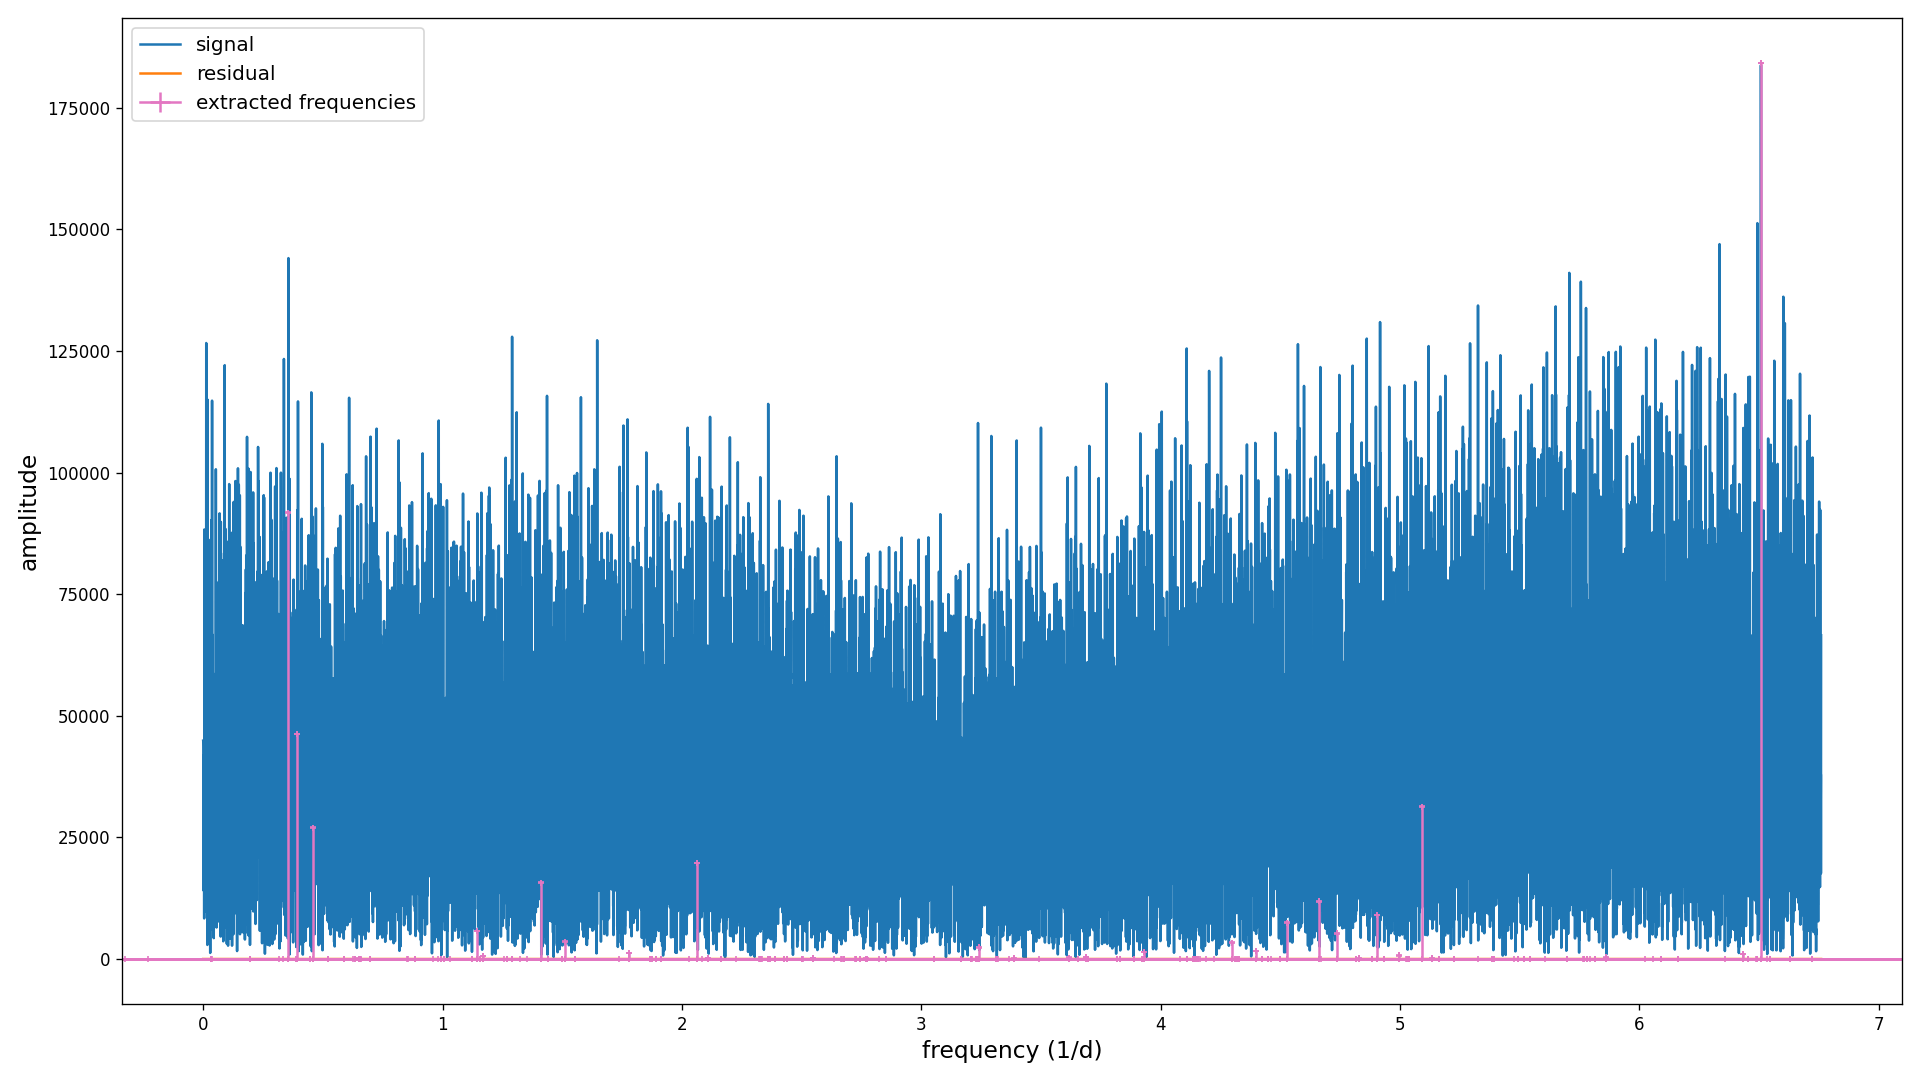 signal
residual
extracted frequencies
amplitude
175000
150000
125000
100000
75000
50000
25000
0
0 1 2 3 4 5 6 7
frequency (1/d)